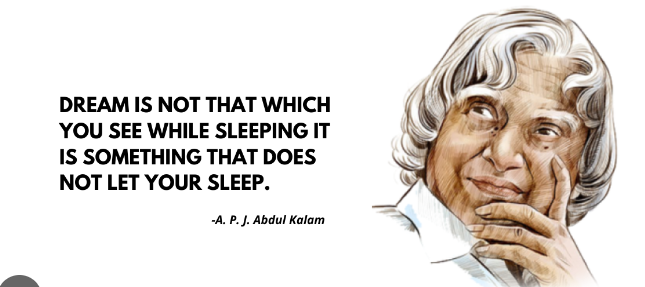 DREAM IS NOT THAT WHICH
YOU SEE WHILE SLEEPING IT
IS SOMETHING THAT DOES
NOT LET YOUR SLEEP.
-A. P. J. Abdul Kalam